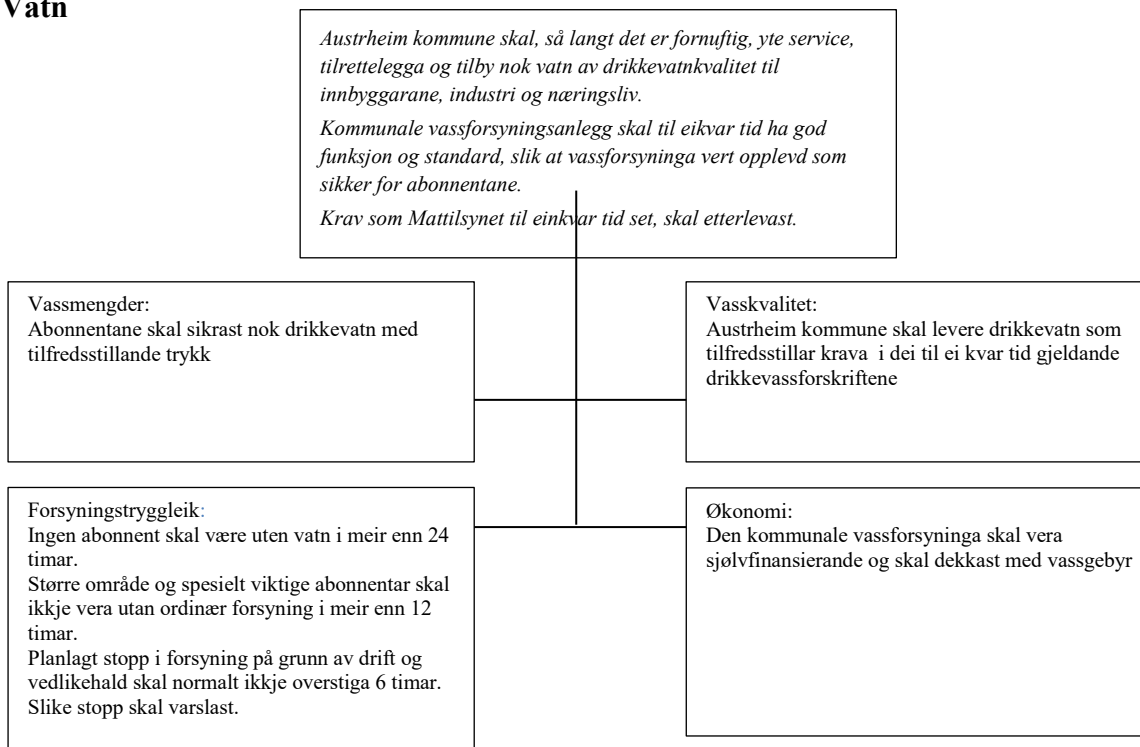 Vatn
Austrheim kommune skal, så langt det er fornuftig, yte service,
tilrettelegga og tilby nok vatn av drikkevatnkvalitet til
innbyggarane, industri og næringsliv.
Kommunale vassforsyningsanlegg skal til eikvar tid ha god
funksjon og standard, slik at vassforsyninga vert opplevd som
sikker for abonnentane.
Krav som Mattilsynet til einkvar tid set, skal etterlevast.
Vassmengder:
Abonnentane skal sikrast nok drikkevatn med
tilfredsstillande trykk
Vasskvalitet:
Austrheim kommune skal levere drikkevatn som
tilfredsstillar krava i dei til ei kvar tid gjeldande
drikkevassforskriftene
Forsyningstryggleik:
Ingen abonnent skal være uten vatn i meir enn 24
timar.
Større område og spesielt viktige abonnentar skal
ikkje vera utan ordinær forsyning i meir enn 12
timar.
Planlagt stopp i forsyning på grunn av drift og
vedlikehald skal normalt ikkje overstiga 6 timar.
Slike stopp skal varslast.
Økonomi:
Den kommunale vassforsyninga skal vera
sjølvfinansierande og skal dekkast med vassgebyr